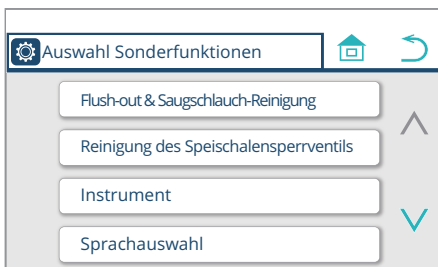 Auswahl Sonderfunktionen
Flush-out & Saugschlauch-Reinigung
Reinigung des Speischalensperrventils
Instrument
Sprachauswahl